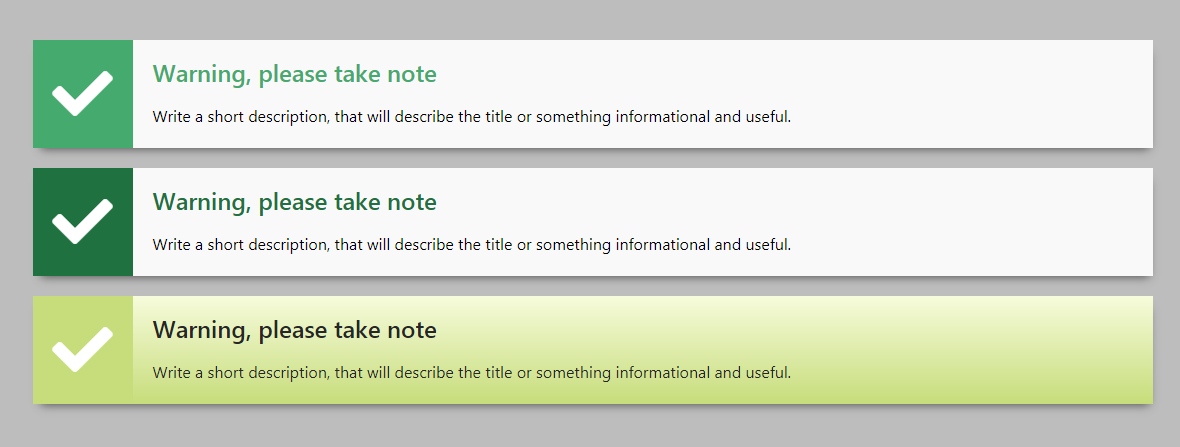 Warning, please take note
Write a short description, that will describe the title or something informational and useful.
Warning, please take note
Write a short description, that will describe the title or something informational and useful.
Warning, please take note
Write a short description, that will describe the title or something informational and useful.